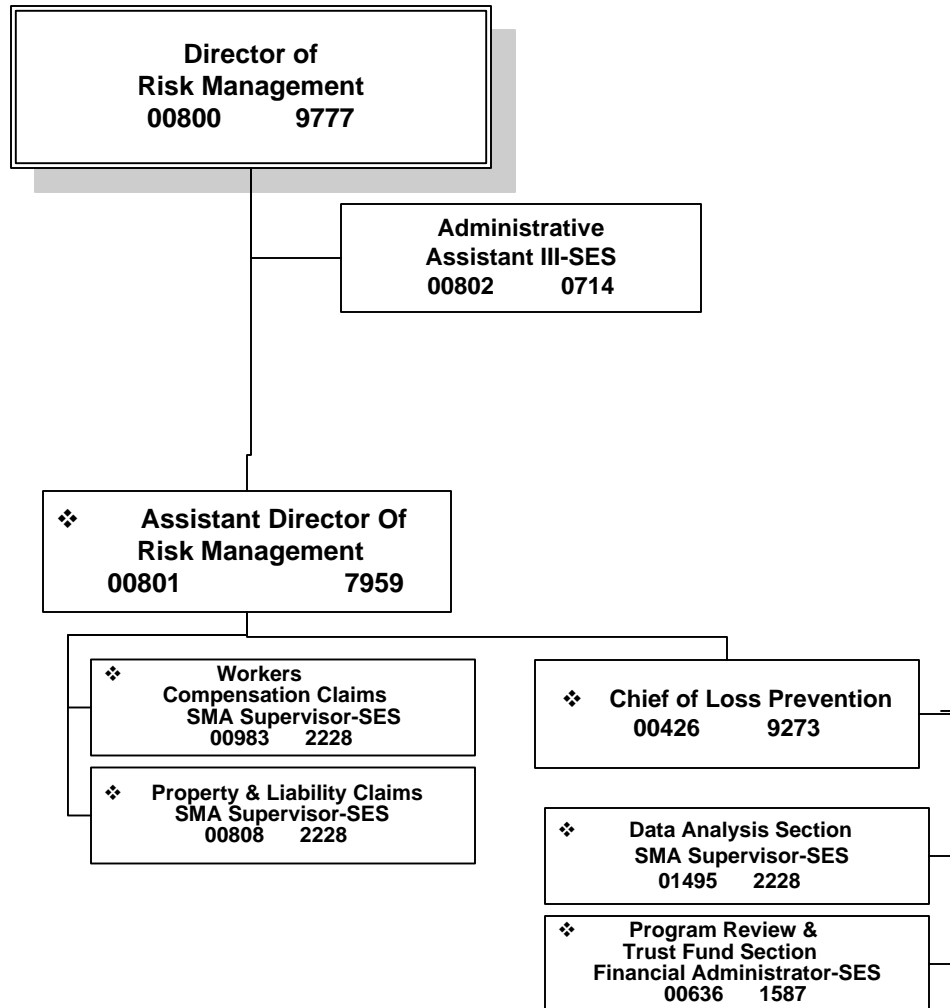 Director of
Risk Management
00800 9777
Administrative
Assistant III-SES
00802 0714
❖ Assistant Director Of
Risk Management
00801 7959
❖ Workers
Compensation Claims
SMA Supervisor-SES
00983 2228
❖ Property & Liability Claims
SMA Supervisor-SES
00808 2228
❖ Chief of Loss Prevention
00426 9273
❖ Data Analysis Section
SMA Supervisor-SES
01495 2228
❖ Program Review &
Trust Fund Section
Financial Administrator-SES
00636 1587